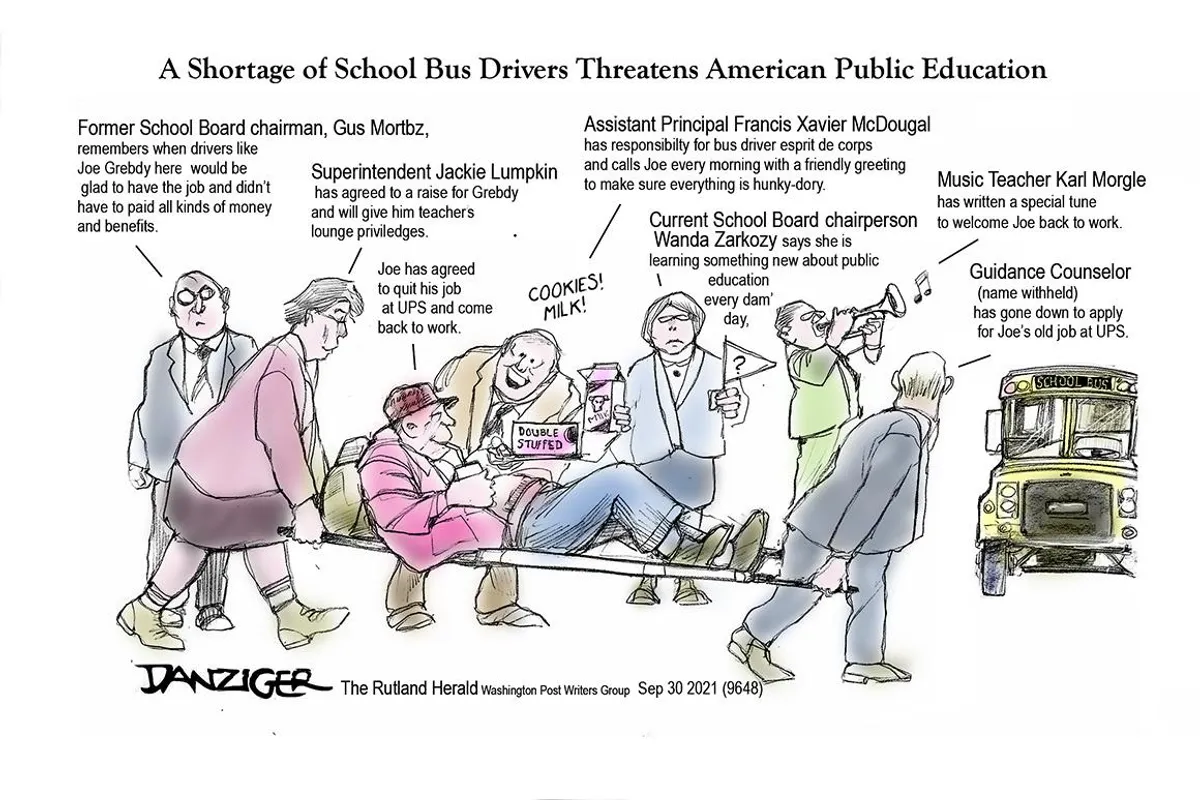 A Shortage of School Bus Drivers Threatens American Public Education
Former School Board chairman, Gus Mortbz,
remembers when drivers like
Joe Grebdy here would be
glad to have the job and didn't
have to paid all kinds of money
and benefits.
Superintendent Jackie Lumpkin
has agreed to a raise for Grebdy
and will give him teacher's
lounge priviledges.
Joe has agreed
to quit his job
at UPS and come
back to work.
Assistant Principal Francis Xavier McDougal
has responsibilty for bus driver esprit de corps
and calls Joe every morning with a friendly greeting
to make sure everything is hunky-dory.
COOKIES!
MILK!
Current School Board chairperson
Wanda Zarkozy says she is
learning something new about public
education
every dam'
day,
Music Teacher Karl Morgle
has written a special tune
to welcome Joe back to work.
Guidance Counselor
(name withheld)
has gone down to apply
for Joe's old job at UPS.
SCHOOL BUS
?
MILK
DOUBLE
STUFFED
DANZIGER The Rutland Herald Washington Post Writers Group Sep 30 2021 (9648)